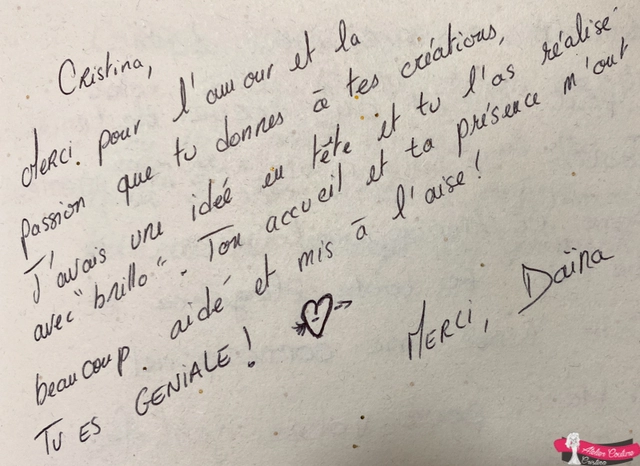 Cristina,
Merci pour l'amour et la
passion que tu donnes à tes créations,
J'avais une idée en tête et tu l'as réalisé
avec "brillo". Ton accueil et ta présence m'ont
beaucoup aidé et mis à l'aise!
TU ES GENIALE!
MERCI, Daïna
Atelier Couture
Cristina